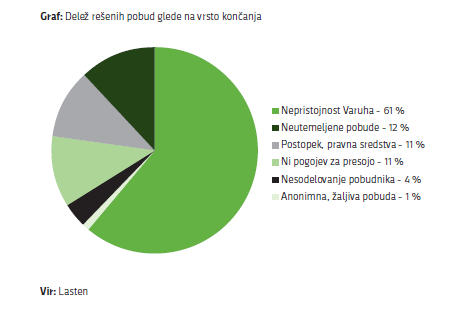 Graf: Delež rešenih pobud glede na vrsto končanja
Nepristojnost Varuha - 61 %
Neutemeljene pobude - 12 %
Postopek, pravna sredstva - 11 %
Ni pogojev za presojo - 11 %
Nesodelovanje pobudnika - 4 %
Anonimna, žaljiva pobuda - 1 %
Vir: Lasten